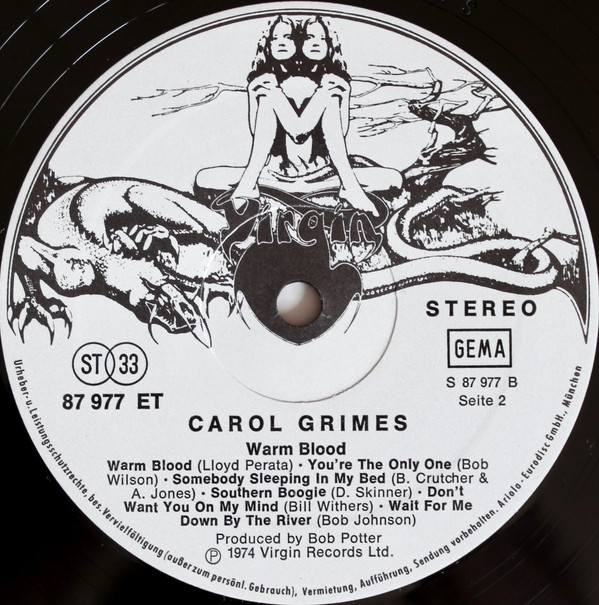 Virgin
STEREO
ST 33
GEMA
87 977 ET
S 87 977 B
Seite 2
CAROL GRIMES
Warm Blood
Warm Blood (Lloyd Perata) · You're The Only One (Bob
Wilson) · Somebody Sleeping In My Bed (B. Crutcher &
A. Jones) · Southern Boogie (D. Skinner) · Don't
Want You On My Mind (Bill Withers) · Wait For Me
Down By The River (Bob Johnson)
Produced by Bob Potter
Ⓟ 1974 Virgin Records Ltd.
Urheber- u. Leistungsschutzrechte, bes. Vervielfältigung (außer zum persönl. Gebrauch), Vermietung, Aufführung, Sendung vorbehalten. Ariola-Eurodisc GmbH., München